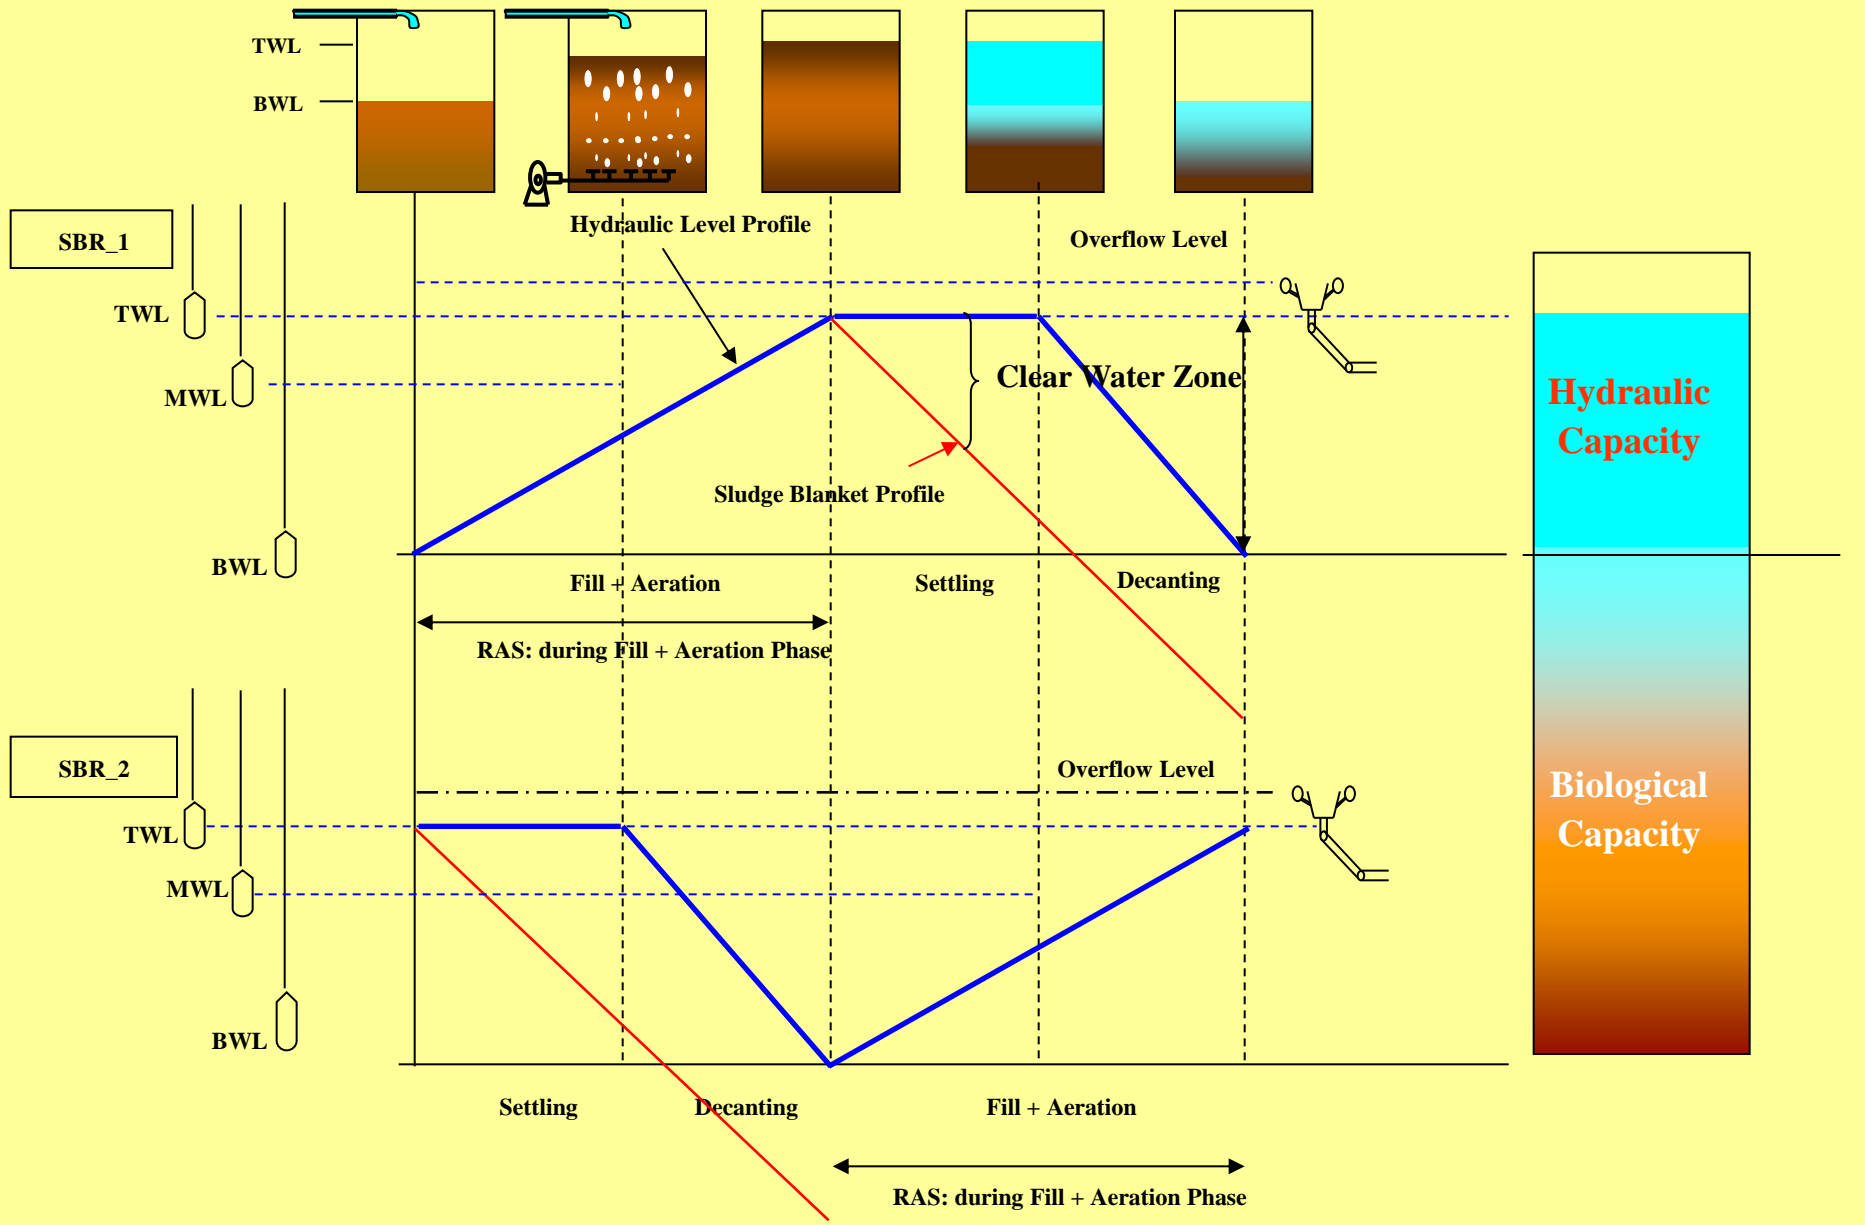 TWL
BWL
SBR_1
Hydraulic Level Profile
Overflow Level
TWL
MWL
Clear Water Zone
Hydraulic
Capacity
Sludge Blanket Profile
BWL
Fill + Aeration
Settling
Decanting
RAS: during Fill + Aeration Phase
SBR_2
Overflow Level
TWL
MWL
Biological
Capacity
BWL
Settling
Decanting
Fill + Aeration
RAS: during Fill + Aeration Phase